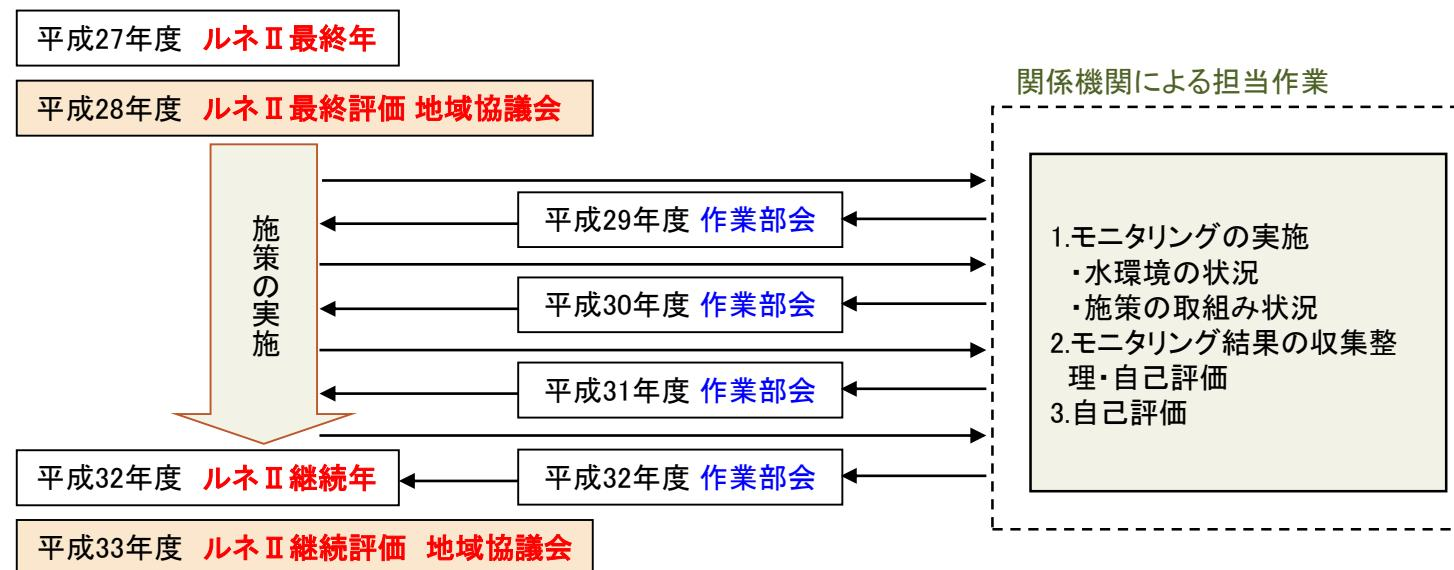 平成27年度 ルネⅡ最終年
平成28年度 ルネⅡ最終評価 地域協議会
施策の実施
平成29年度 作業部会
平成30年度 作業部会
平成31年度 作業部会
平成32年度 ルネⅡ継続年
平成32年度 作業部会
平成33年度 ルネⅡ継続評価 地域協議会
関係機関による担当作業
1.モニタリングの実施
・水環境の状況
・施策の取組み状況
2.モニタリング結果の収集整
理・自己評価
3.自己評価